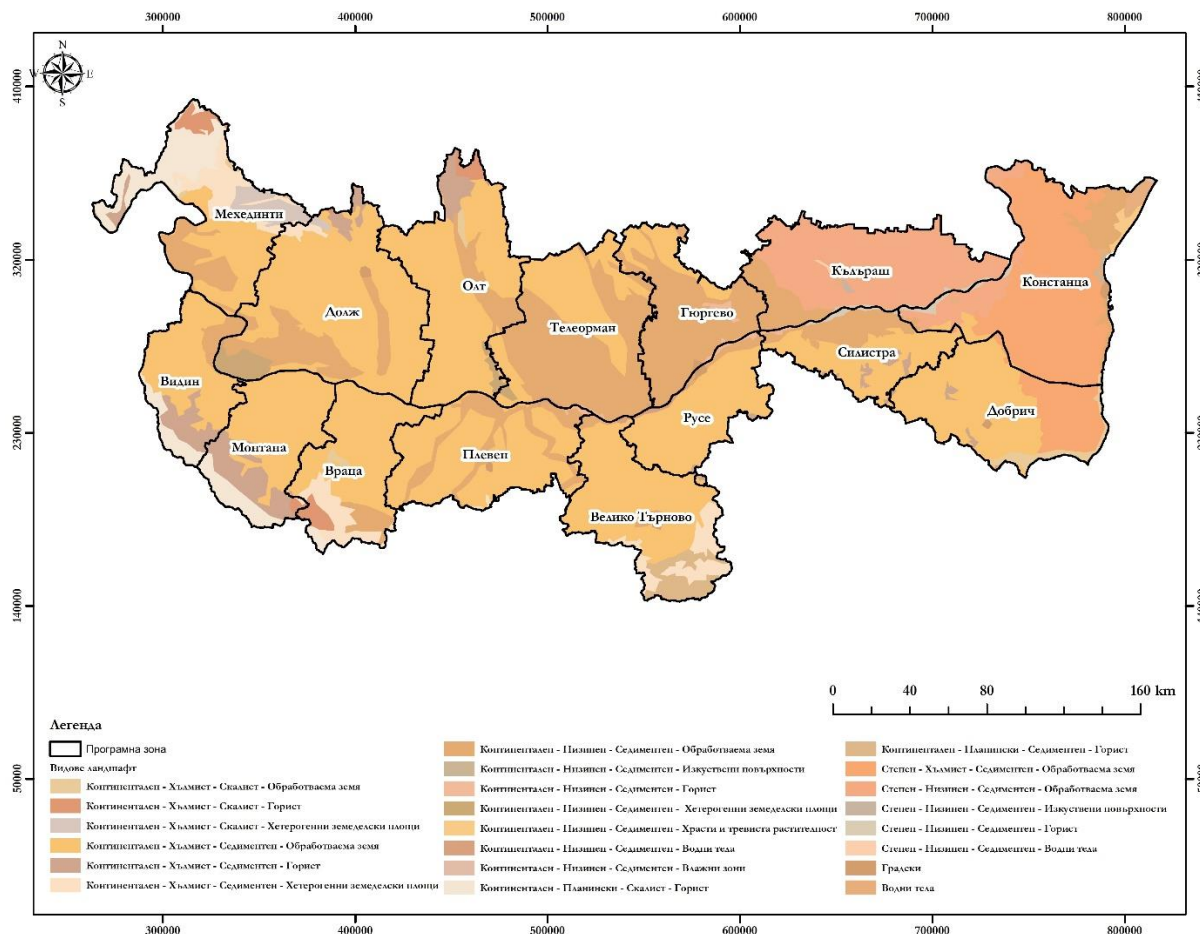 300000 400000 500000 600000 700000 800000
N
W E
S
410000
320000
230000
140000
50000
Мехединти
Долж
Олт
Телеорман
Гюргево
Кълъраш
Констанца
Видин
Монтана
Враца
Плевен
Велико Търново
Русе
Силистра
Добрич
0 40 80 160 km
Легенда
Програмна зона
Видове ландшафт
Континентален - Хълмист - Скалист - Обработваема земя
Континентален - Хълмист - Скалист - Горист
Континентален - Хълмист - Скалист - Хетерогенни земеделски площи
Континентален - Хълмист - Седиментен - Обработваема земя
Континентален - Хълмист - Седиментен - Горист
Континентален - Хълмист - Седиментен - Хетерогенни земеделски площи
Континентален - Низинен - Седиментен - Обработваема земя
Континентален - Низинен - Седиментен - Изкуствени повърхности
Континентален - Низинен - Седиментен - Горист
Континентален - Низинен - Седиментен - Хетерогенни земеделски площи
Континентален - Низинен - Седиментен - Храсти и тревиста растителност
Континентален - Низинен - Седиментен - Водни тела
Континентален - Низинен - Седиментен - Влажни зони
Континентален - Планински - Скалист - Горист
Континентален - Планински - Седиментен - Горист
Степен - Хълмист - Седиментен - Обработваема земя
Степен - Низинен - Седиментен - Обработваема земя
Степен - Низинен - Седиментен - Изкуствени повърхности
Степен - Низинен - Седиментен - Горист
Степен - Низинен - Седиментен - Водни тела
Градски
Водни тела
300000 400000 500000 600000 700000 800000